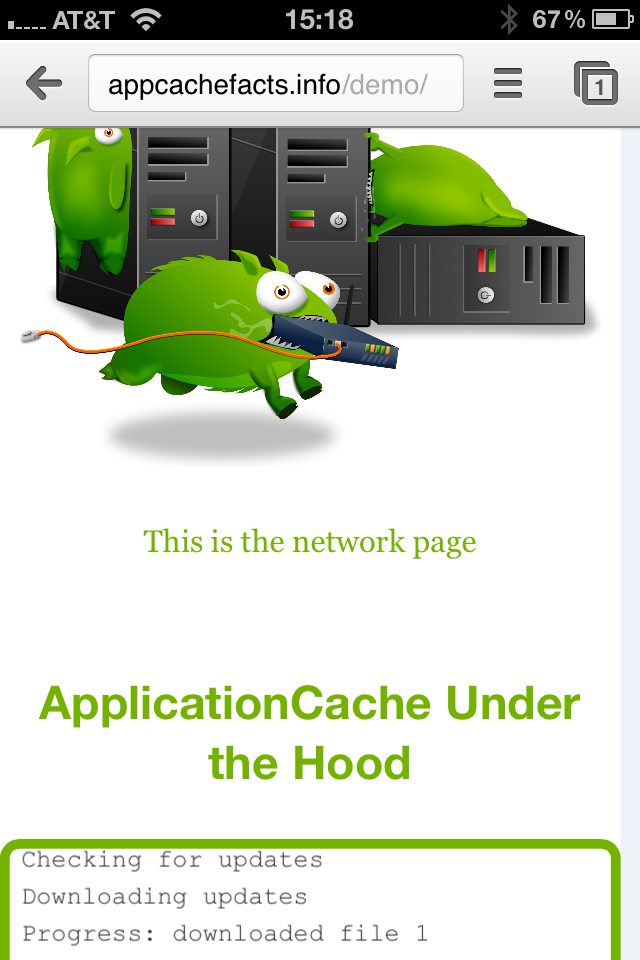 AT&T 15:18 67%
appcachefacts.info/demo/ 1
This is the network page
ApplicationCache Under
the Hood
Checking for updates
Downloading updates
Progress: downloaded file 1